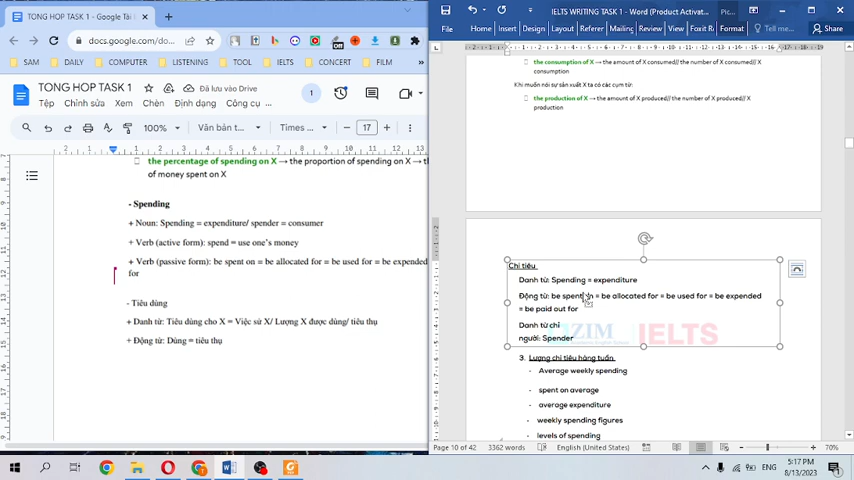 TONG HOP TASK 1 - Google Tài
docs.google.com/doc
Off
SAM
DAILY
COMPUTER
LISTENING
TOOL
IELTS
CONCERT
FILM
TONG HOP TASK 1
Đã lưu vào Drive
Tệp Chỉnh sửa Xem Chèn Định dạng Công cụ ...
1
100%
Văn bản t...
Times ...
17
the percentage of spending on X → the proportion of spending on X → th
of money spent on X
- Spending
+ Noun: Spending = expenditure/ spender = consumer
+ Verb (active form): spend = use one's money
+ Verb (passive form): be spent on = be allocated for = be used for = be expended
for
- Tiêu dùng
+ Danh từ: Tiêu dùng cho X = Việc sử X/ Lượng X được dùng/ tiêu thụ
+ Động từ: Dùng = tiêu thụ
IELTS WRITING TASK 1 - Word (Product Activat...
Pic...
File
Insert
Design
Layout
Referer
Mailing
Review
View
Foxit R
Format
Tell me...
Share
the consumption of X → the amount of X consumed// the number of X consumed// X
consumption
Khi muốn nói sự sản xuất X ta có các cụm từ:
the production of X → the amount of X produced// the number of X produced// X
production
Chi tiêu
Danh từ: Spending = expenditure
Động từ: be spent on = be allocated for = be used for = be expended
= be paid out for
Danh từ chỉ
người: Spender
ZIM IELTS
3. Lượng chi tiêu hàng tuần
- Average weekly spending
- spent on average
- average expenditure
- weekly spending figures
- levels of spending
Page 10 of 42
3362 words
English (United States)
70%
ENG
5:17 PM
8/13/2023